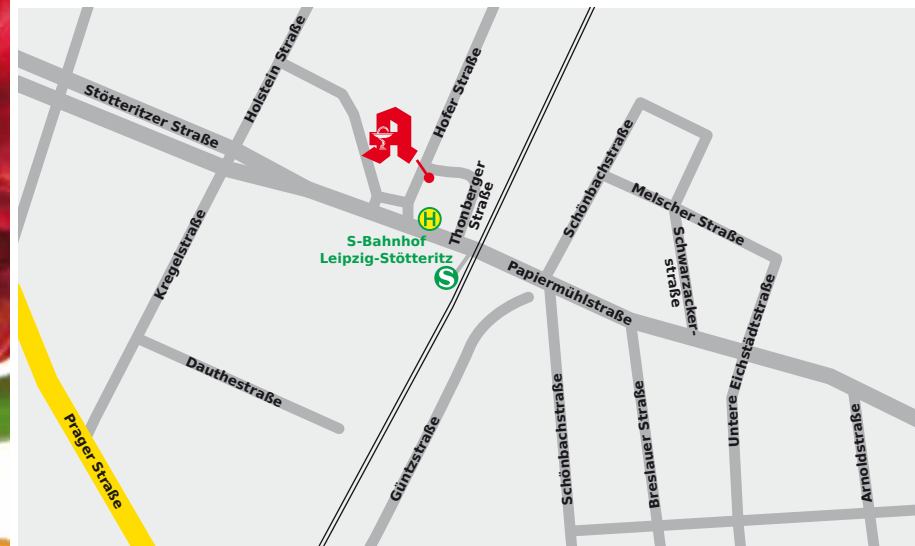 Holstein Straße
Hofer Straße
Stötteritzer Straße
A
H
Thonberger
Straße
S-Bahnhof
Leipzig-Stötteritz
S
Schönbachstraße
Melscher Straße
Schwarzacker-
straße
Kregelstraße
Papiermühlstraße
Untere Eichstädtstraße
Dauthestraße
Prager Straße
Güntzstraße
Schönbachstraße
Breslauer Straße
Arnoldstraße